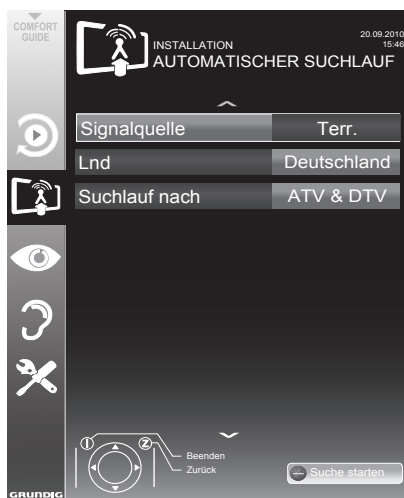 COMFORT
GUIDE
INSTALLATION
AUTOMATISCHER SUCHLAUF
20.09.2010
15:46
Signalquelle Terr.
Lnd Deutschland
Suchlauf nach ATV & DTV
Beenden
Zurück
Suche starten
GRUNDIG